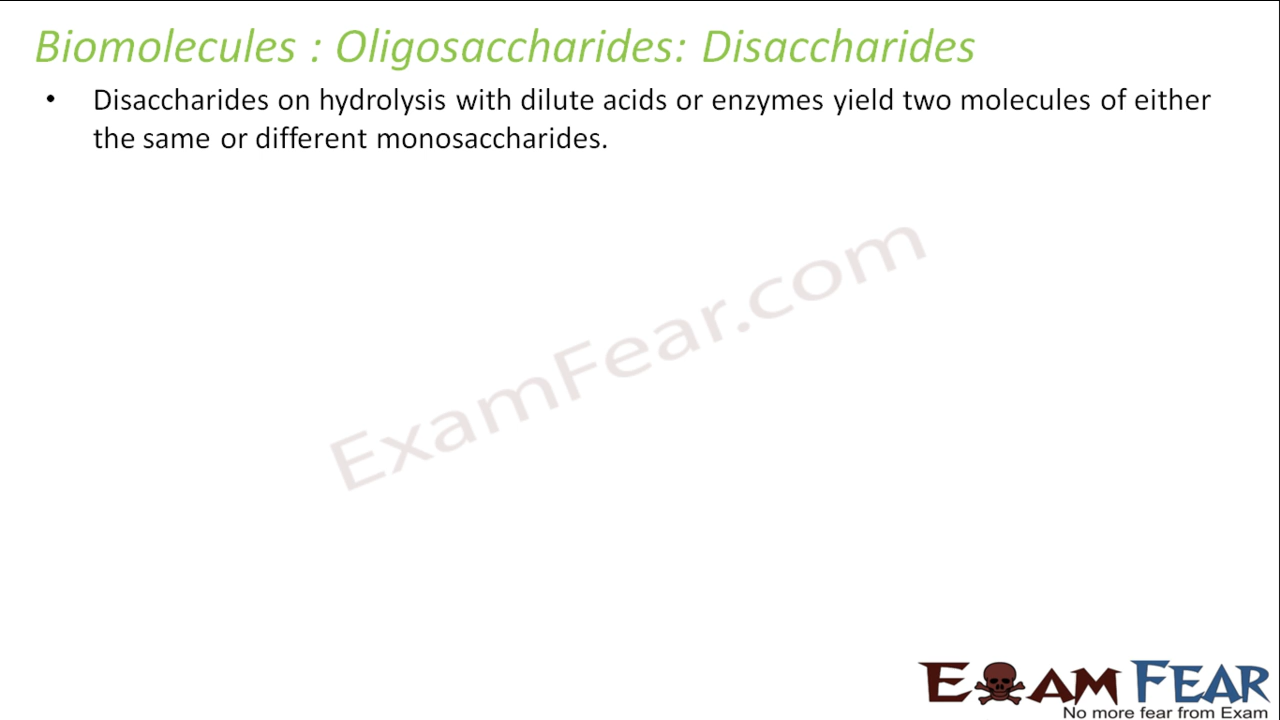 Biomolecules : Oligosaccharides: Disaccharides
• Disaccharides on hydrolysis with dilute acids or enzymes yield two molecules of either
the same or different monosaccharides.
ExamFear.com
EXAM FEAR
No more fear from Exam